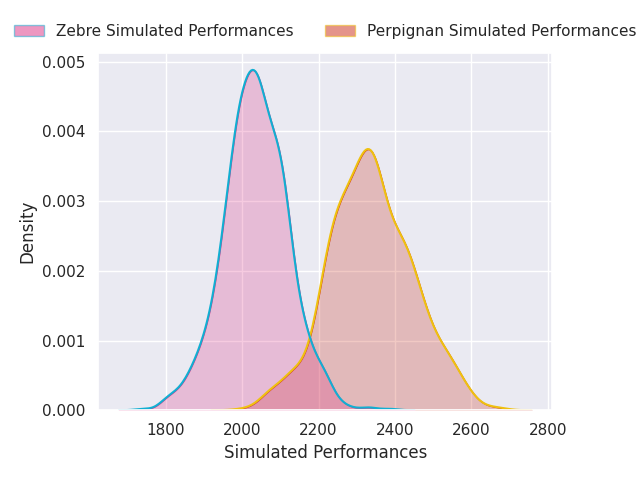 Zebre Simulated Performances Perpignan Simulated Performances
0.005
0.004
0.003
0.002
0.001
0.000
Density
1800 2000 2200 2400 2600 2800
Simulated Performances